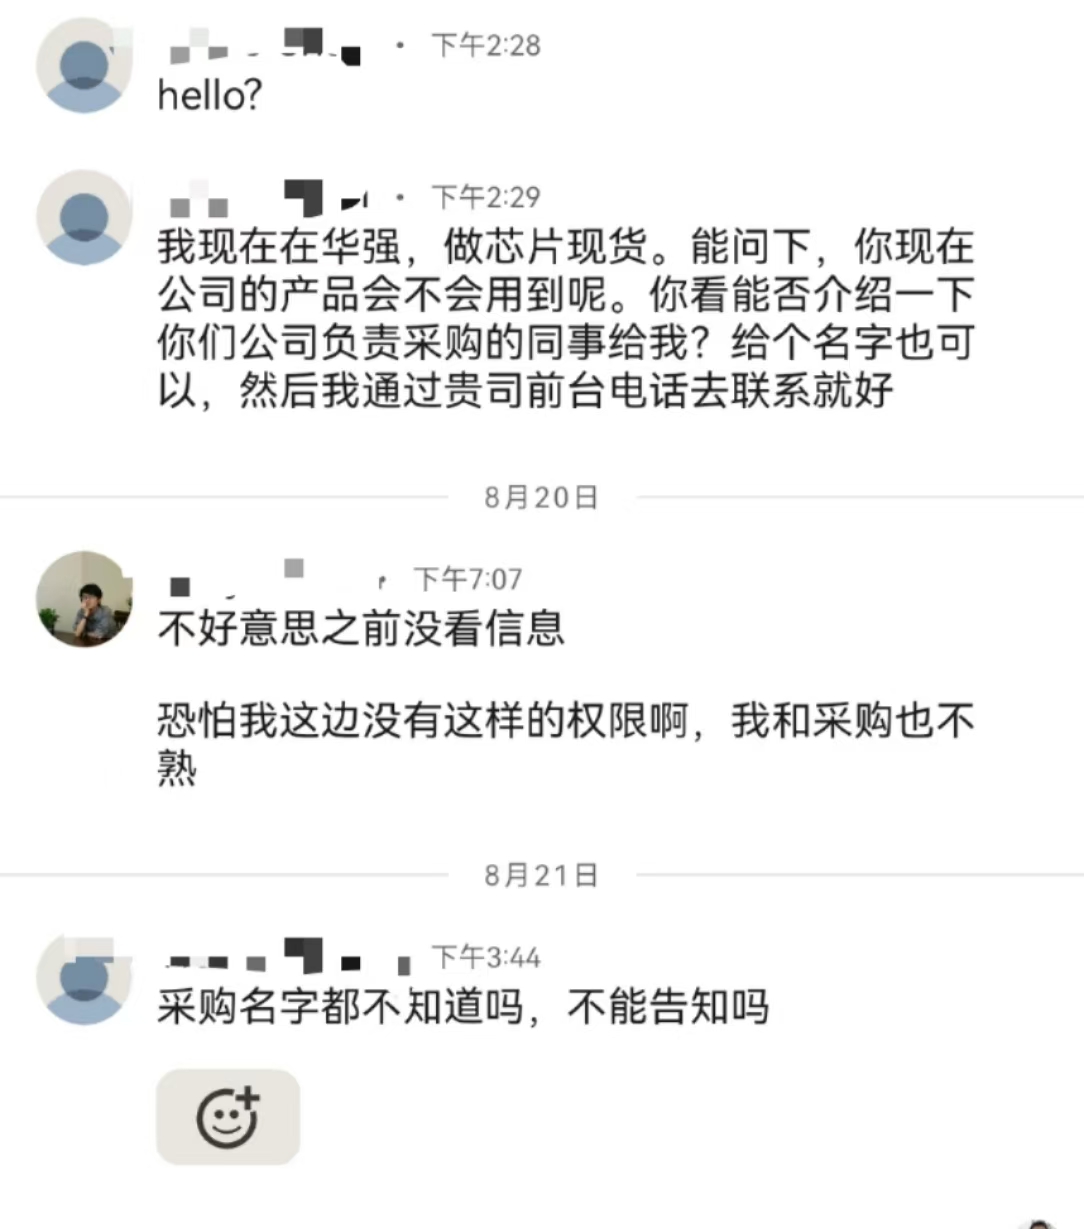 · 下午2:28
hello?
· 下午2:29
我现在在华强，做芯片现货。能问下，你现在
公司的产品会不会用到呢。你看能否介绍一下
你们公司负责采购的同事给我？给个名字也可
以，然后我通过贵司前台电话去联系就好
8月20日
下午7:07
不好意思之前没看信息
恐怕我这边没有这样的权限啊，我和采购也不
熟
8月21日
下午3:44
采购名字都不知道吗，不能告知吗